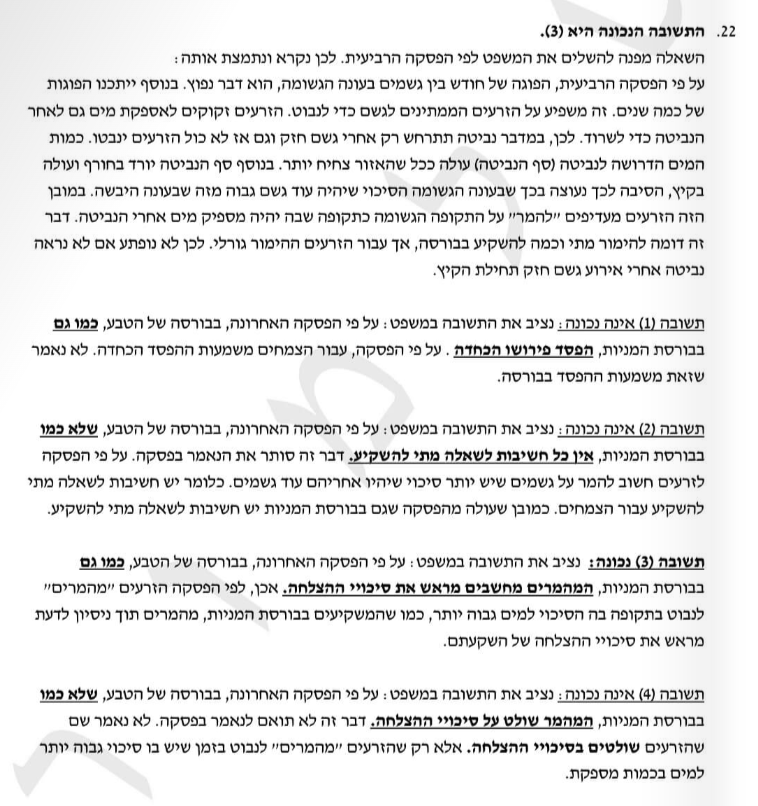 22. התשובה הנכונה היא (3).
השאלה מפנה להשלים את המשפט לפי הפסקה הרביעית. לכן נקרא ונתמצת אותה:
על פי הפסקה הרביעית, הפוגה של חודש בין גשמים בעונה הגשומה, הוא דבר נפוץ. בנוסף ייתכנו הפוגות
של כמה שנים. זה משפיע על הזרעים הממתינים לגשם כדי לנבוט. הזרעים זקוקים לאספקת מים גם לאחר
הנביטה כדי לשרוד. לכן, במדבר נביטה תתרחש רק אחרי גשם חזק וגם אז לא כול הזרעים ינבטו. כמות
המים הדרושה לנביטה (סף הנביטה) עולה ככל שהאזור צחיח יותר. בנוסף סף הנביטה יורד בחורף ועולה
בקיץ, הסיבה לכך נעוצה בכך שבעונה הגשומה הסיכוי שיהיה עוד גשם גבוה מזה שבעונה היבשה. במובן
הזה הזרעים מעדיפים ״להמר״ על התקופה הגשומה כתקופה שבה יהיה מספיק מים אחרי הנביטה. דבר
זה דומה להימור מתי וכמה להשקיע בבורסה, אך עבור הזרעים ההימור גורלי. לכן לא נופתע אם לא נראה
נביטה אחרי אירוע גשם חזק תחילת הקיץ.
תשובה (1) אינה נכונה: נציב את התשובה במשפט: על פי הפסקה האחרונה, בבורסה של הטבע, כמו גם
בבורסת המניות, הפסד פירושו הכחדה . על פי הפסקה, עבור הצמחים משמעות ההפסד הכחדה. לא נאמר
שזאת משמעות ההפסד בבורסה.
תשובה (2) אינה נכונה: נציב את התשובה במשפט: על פי הפסקה האחרונה, בבורסה של הטבע, שלא כמו
בבורסת המניות, אין כל חשיבות לשאלה מתי להשקיע. דבר זה סותר את הנאמר בפסקה. על פי הפסקה
לזרעים חשוב להמר על גשמים שיש יותר סיכוי שיהיו אחריהם עוד גשמים. כלומר יש חשיבות לשאלה מתי
להשקיע עבור הצמחים. כמובן שעולה מהפסקה שגם בבורסת המניות יש חשיבות לשאלה מתי להשקיע.
תשובה (3) נכונה: נציב את התשובה במשפט: על פי הפסקה האחרונה, בבורסה של הטבע, כמו גם
בבורסת המניות, המהמרים מחשבים מראש את סיכויי ההצלחה. אכן, לפי הפסקה הזרעים ״מהמרים״
לנבוט בתקופה בה הסיכוי למים גבוה יותר, כמו שהמשקיעים בבורסת המניות, מהמרים תוך ניסיון לדעת
מראש את סיכויי ההצלחה של השקעתם.
תשובה (4) אינה נכונה: נציב את התשובה במשפט: על פי הפסקה האחרונה, בבורסה של הטבע, שלא כמו
בבורסת המניות, המהמר שולט על סיכויי ההצלחה. דבר זה לא תואם לנאמר בפסקה. לא נאמר שם
שהזרעים שולטים בסיכויי ההצלחה. אלא רק שהזרעים ״מהמרים״ לנבוט בזמן שיש בו סיכוי גבוה יותר
למים בכמות מספקת.